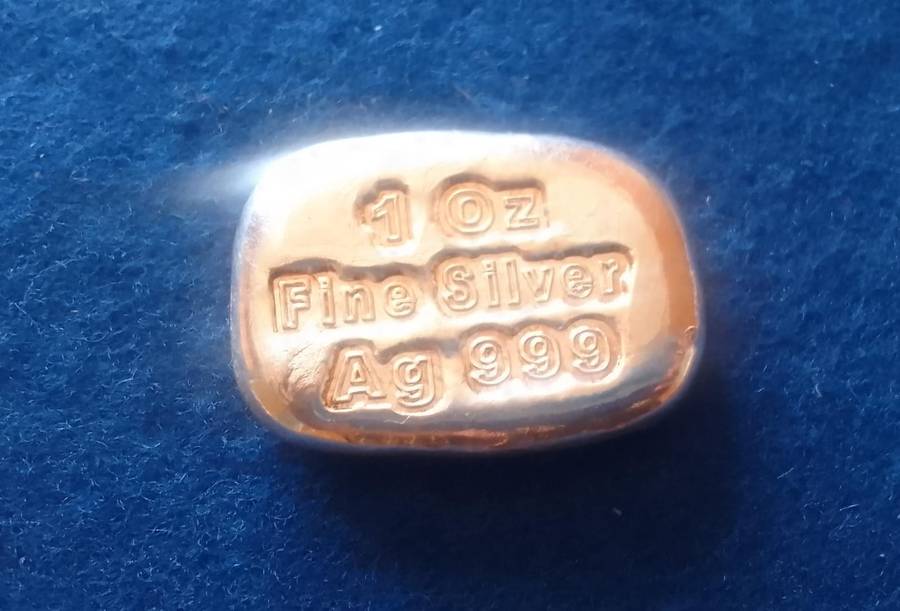 1 Oz
Fine Silver
Ag 999